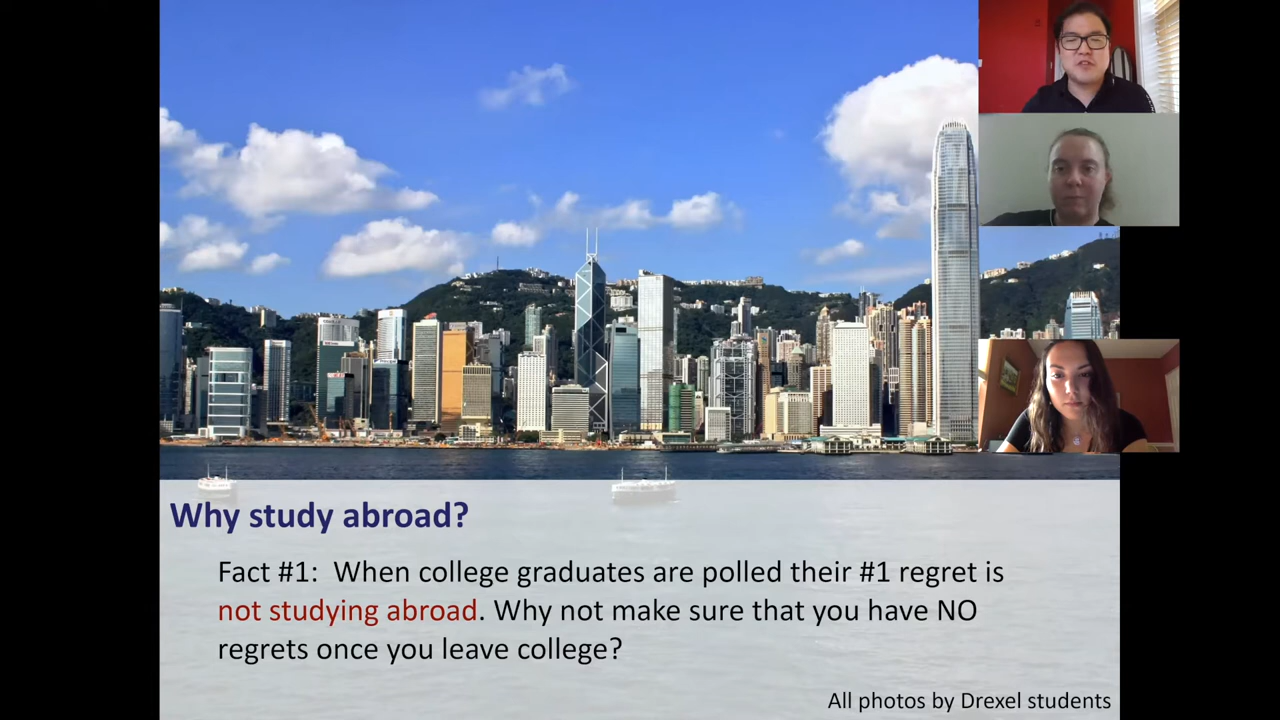 Why study abroad?
Fact #1: When college graduates are polled their #1 regret is
not studying abroad. Why not make sure that you have NO
regrets once you leave college?
All photos by Drexel students